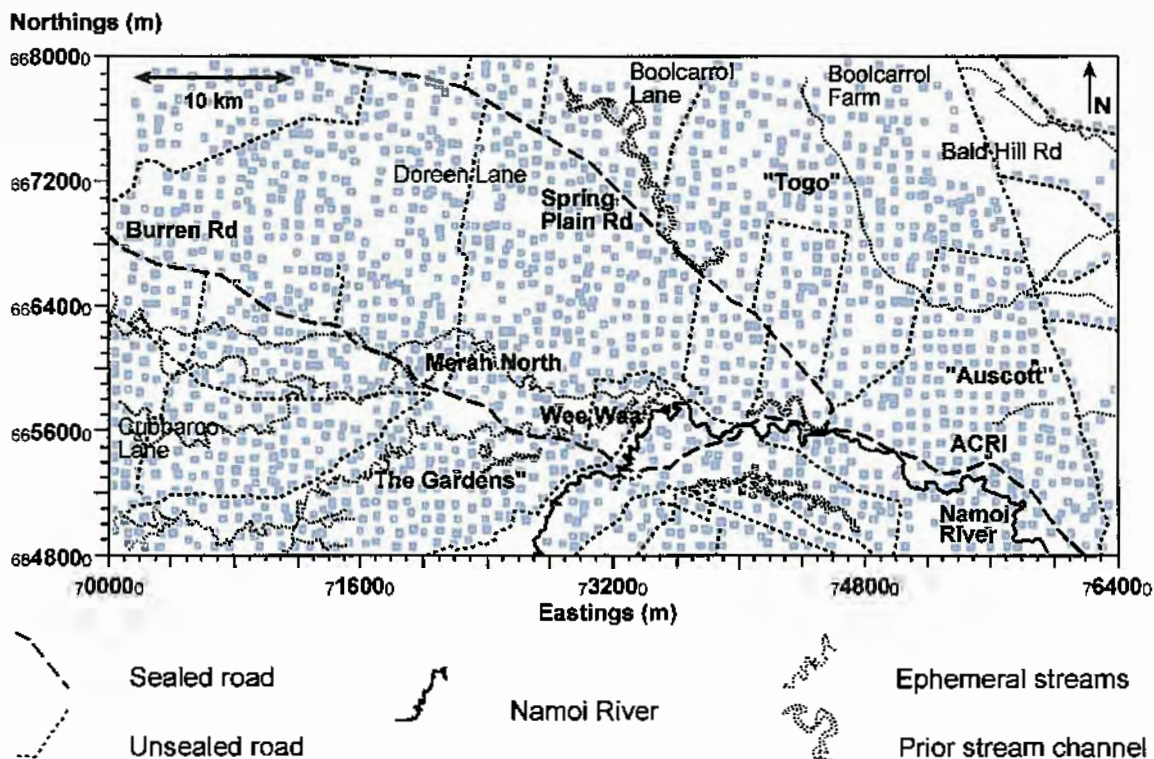 Northings (m)
6680000
10 km
Boolcarrol
Lane
Boolcarrol
Farm
N
Bald Hill Rd
6672000
Doreen Lane
"Togo"
Spring
Plain Rd
Burren Rd
6664000
Merah North
"Auscott"
Wee Waa
Cubbaroo
Lane
6656000
ACRI
The Gardens"
Namoi
River
6648000
700000
716000
732000
748000
764000
Eastings (m)
Sealed road
Namoi River
Ephemeral streams
Unsealed road
Prior stream channel